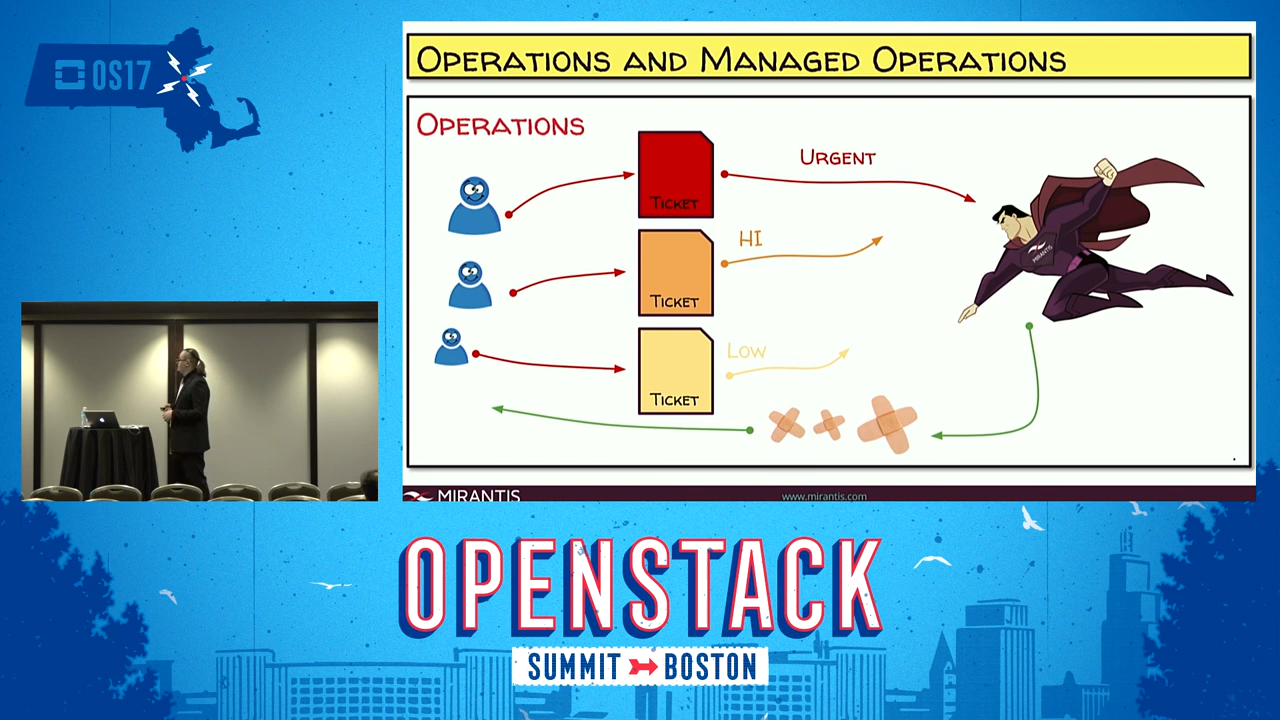 OS17
OPERATIONS AND MANAGED OPERATIONS
OPERATIONS
TICKET
URGENT
MIRANTIS
TICKET
HI
TICKET
LOW
MIRANTIS
www.mirantis.com
OPENSTACK
SUMMIT BOSTON